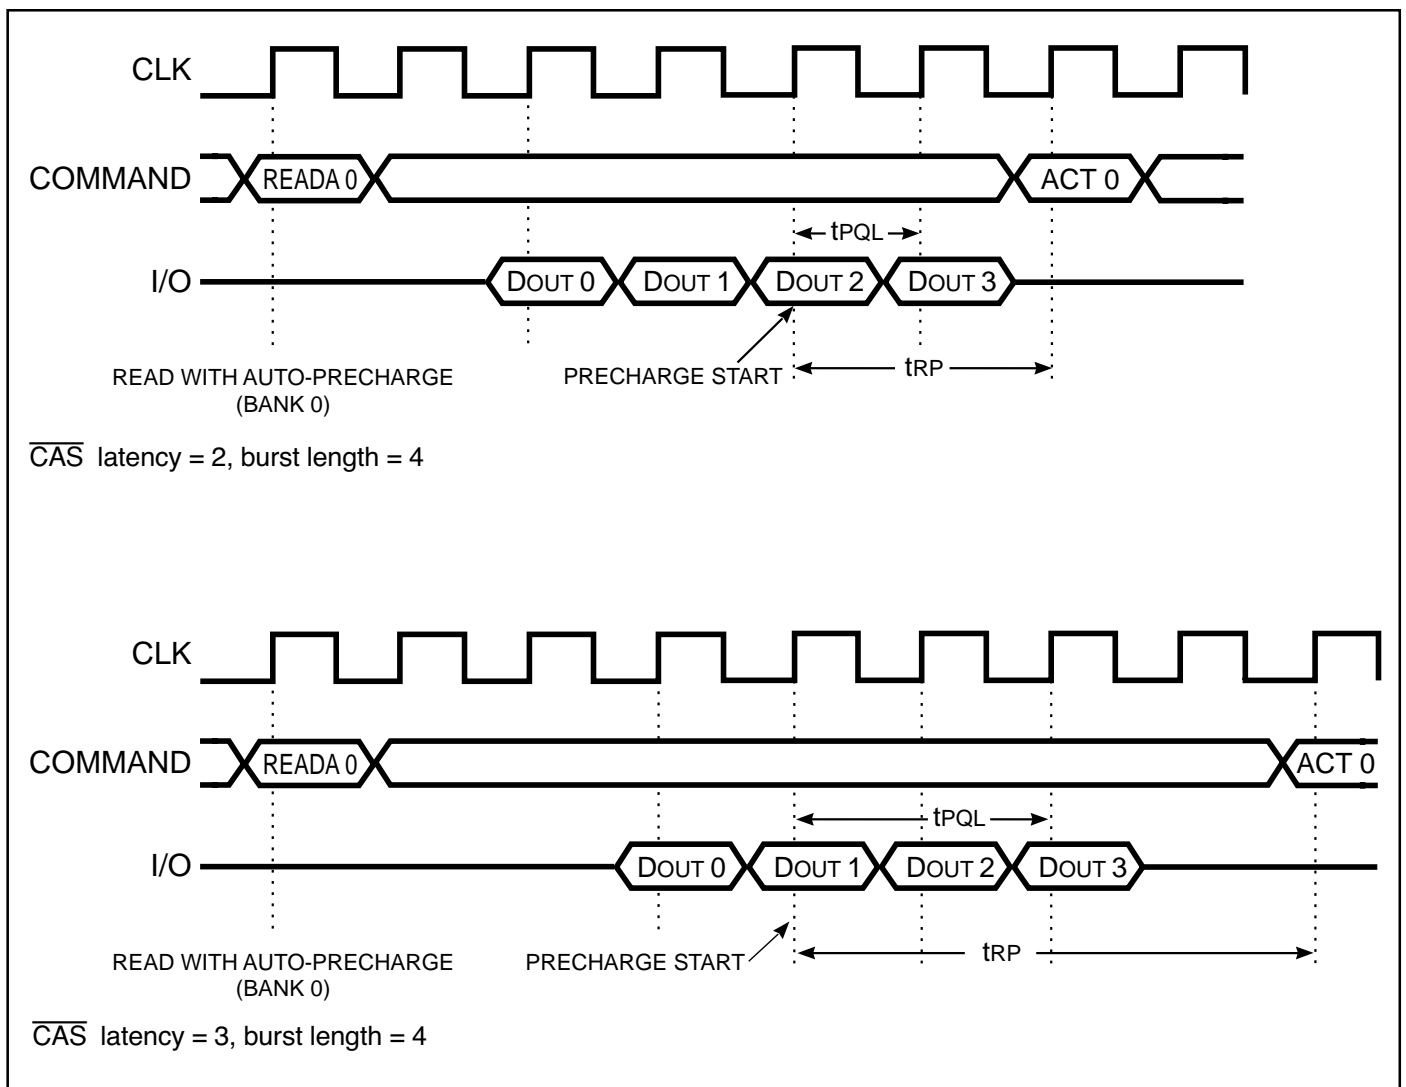 CLK
COMMAND READA 0 ACT 0
tPQL
I/O DOUT 0 DOUT 1 DOUT 2 DOUT 3
READ WITH AUTO-PRECHARGE
(BANK 0)
PRECHARGE START tRP
CAS latency = 2, burst length = 4
CLK
COMMAND READA 0 ACT 0
tPQL
I/O DOUT 0 DOUT 1 DOUT 2 DOUT 3
READ WITH AUTO-PRECHARGE
(BANK 0)
PRECHARGE START tRP
CAS latency = 3, burst length = 4